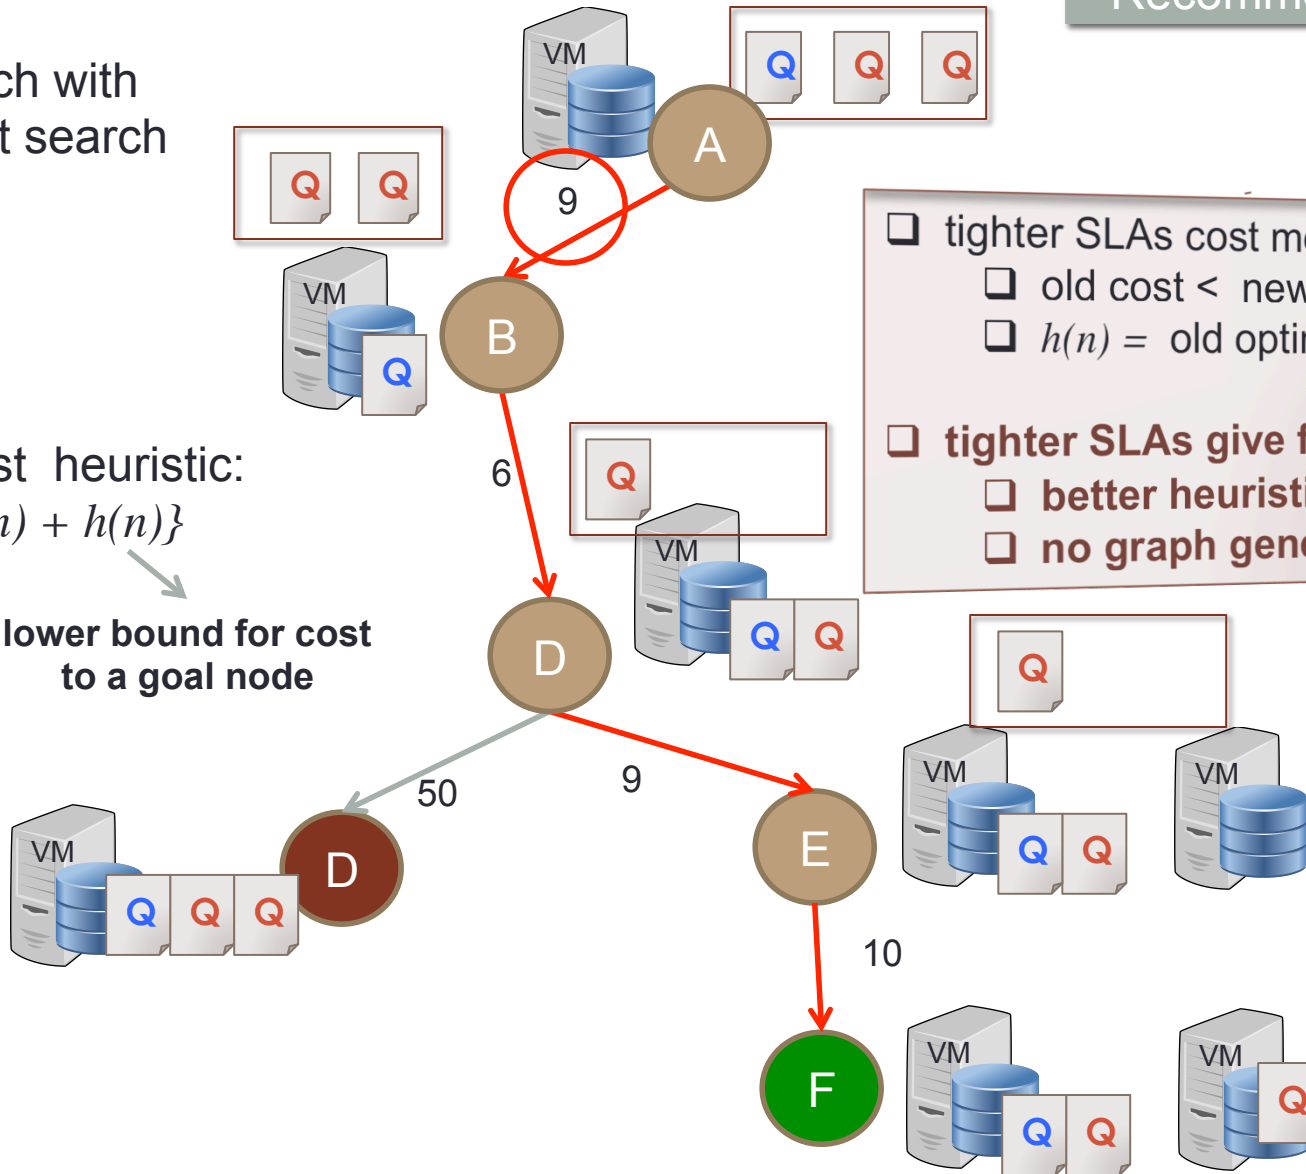 Recomm
ch with
t search
VM
Q Q Q
A
9
Q Q
VM
Q
B
tighter SLAs cost m
old cost < new
h(n) = old opti
tighter SLAs give f
better heuristi
no graph gen
st heuristic:
n) + h(n)}
lower bound for cost
to a goal node
6
Q
VM
Q Q
D
50
9
Q
VM
Q Q
VM
E
VM
Q Q Q
D
10
F
VM
Q Q
VM
Q